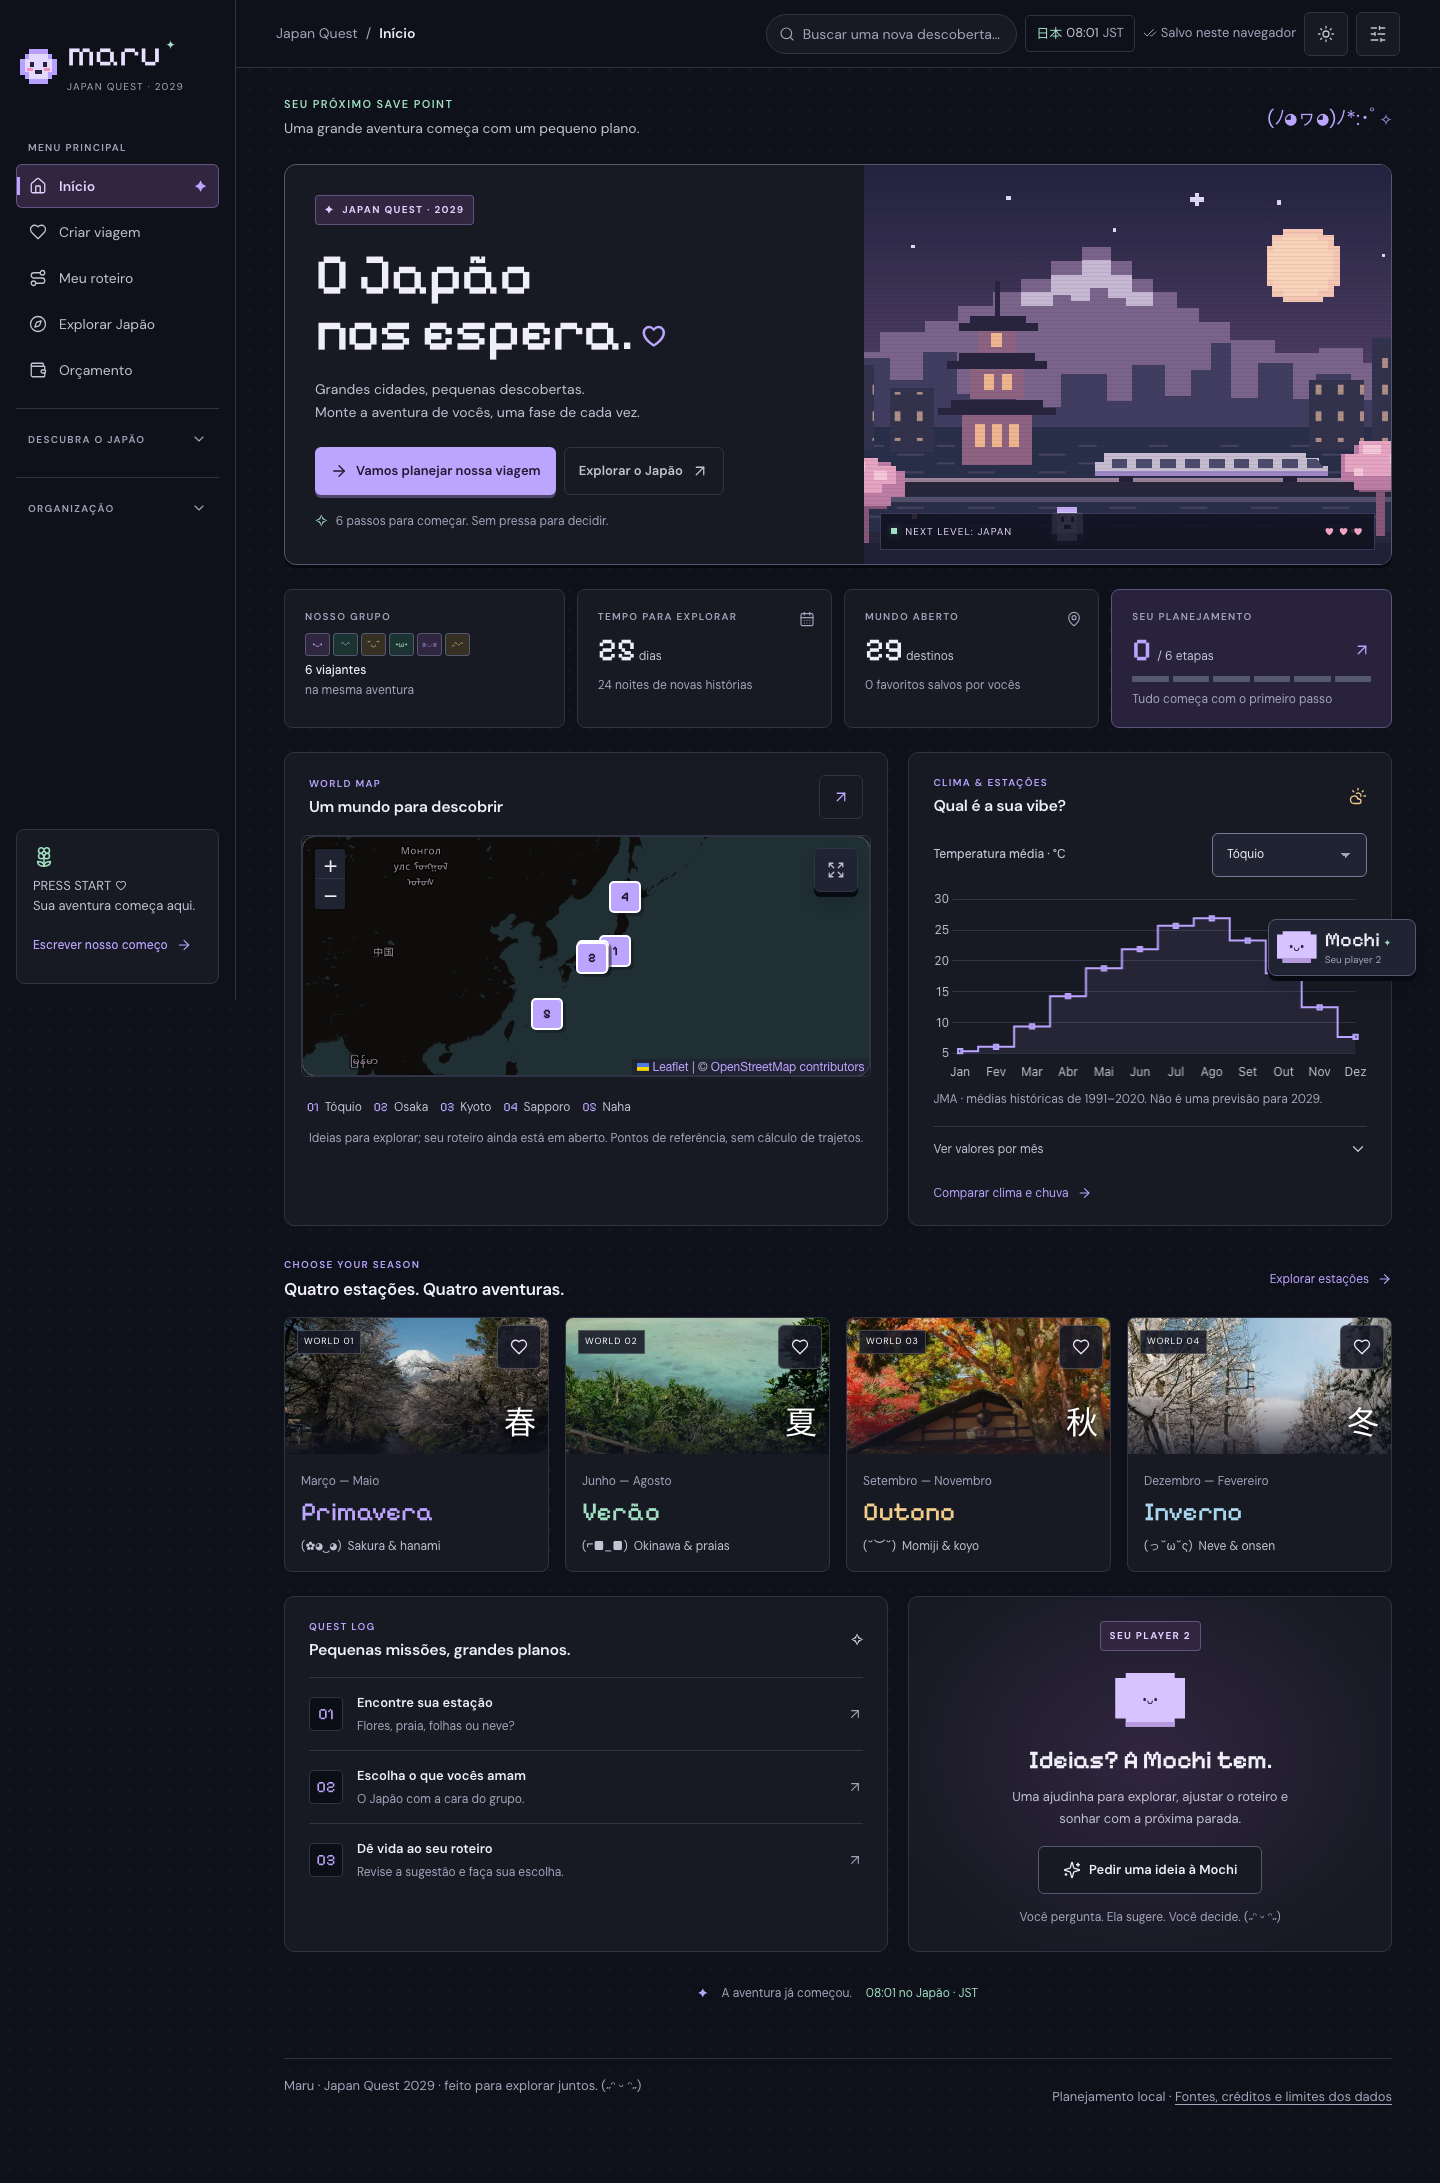 maru
JAPAN QUEST · 2029
Japan Quest / Início
Buscar uma nova descoberta...
日本 08:01 JST
Salvo neste navegador
MENU PRINCIPAL
Início
Criar viagem
Meu roteiro
Explorar Japão
Orçamento
DESCUBRA O JAPÃO
ORGANIZAÇÃO
PRESS START ♡
Sua aventura começa aqui.
Escrever nosso começo
SEU PRÓXIMO SAVE POINT
Uma grande aventura começa com um pequeno plano.
(ﾉ◕ヮ◕)ﾉ*:・ﾟ✧
JAPAN QUEST · 2029
O Japão
nos espera.
Grandes cidades, pequenas descobertas.
Monte a aventura de vocês, uma fase de cada vez.
Vamos planejar nossa viagem
Explorar o Japão
6 passos para começar. Sem pressa para decidir.
NEXT LEVEL: JAPAN
NOSSO GRUPO
6 viajantes
na mesma aventura
TEMPO PARA EXPLORAR
25 dias
24 noites de novas histórias
MUNDO ABERTO
29 destinos
0 favoritos salvos por vocês
SEU PLANEJAMENTO
0 / 6 etapas
Tudo começa com o primeiro passo
WORLD MAP
Um mundo para descobrir
+
−
Монгол
улс
中国
4
1
2
5
Leaflet | © OpenStreetMap contributors
01 Tóquio 02 Osaka 03 Kyoto 04 Sapporo 05 Naha
Ideias para explorar; seu roteiro ainda está em aberto. Pontos de referência, sem cálculo de trajetos.
CLIMA & ESTAÇÕES
Qual é a sua vibe?
Temperatura média · °C
Tóquio
30
25
20
15
10
5
Jan Fev Mar Abr Mai Jun Jul Ago Set Out Nov Dez
Mochi
Seu player 2
JMA · médias históricas de 1991–2020. Não é uma previsão para 2029.
Ver valores por mês
Comparar clima e chuva
CHOOSE YOUR SEASON
Quatro estações. Quatro aventuras.
Explorar estações
WORLD 01
春
Março — Maio
Primavera
(✿◕‿◕) Sakura & hanami
WORLD 02
夏
Junho — Agosto
Verão
(⌐■_■) Okinawa & praias
WORLD 03
秋
Setembro — Novembro
Outono
(˘︶˘) Momiji & koyo
WORLD 04
冬
Dezembro — Fevereiro
Inverno
(っ˘ω˘ς) Neve & onsen
QUEST LOG
Pequenas missões, grandes planos.
01
Encontre sua estação
Flores, praia, folhas ou neve?
02
Escolha o que vocês amam
O Japão com a cara do grupo.
03
Dê vida ao seu roteiro
Revise a sugestão e faça sua escolha.
SEU PLAYER 2
Ideias? A Mochi tem.
Uma ajudinha para explorar, ajustar o roteiro e
sonhar com a próxima parada.
Pedir uma ideia à Mochi
Você pergunta. Ela sugere. Você decide. (˶ᵔ ᵕ ᵔ˶)
A aventura já começou. 08:01 no Japão · JST
Maru · Japan Quest 2029 · feito para explorar juntos. (˶ᵔ ᵕ ᵔ˶)
Planejamento local · Fontes, créditos e limites dos dados